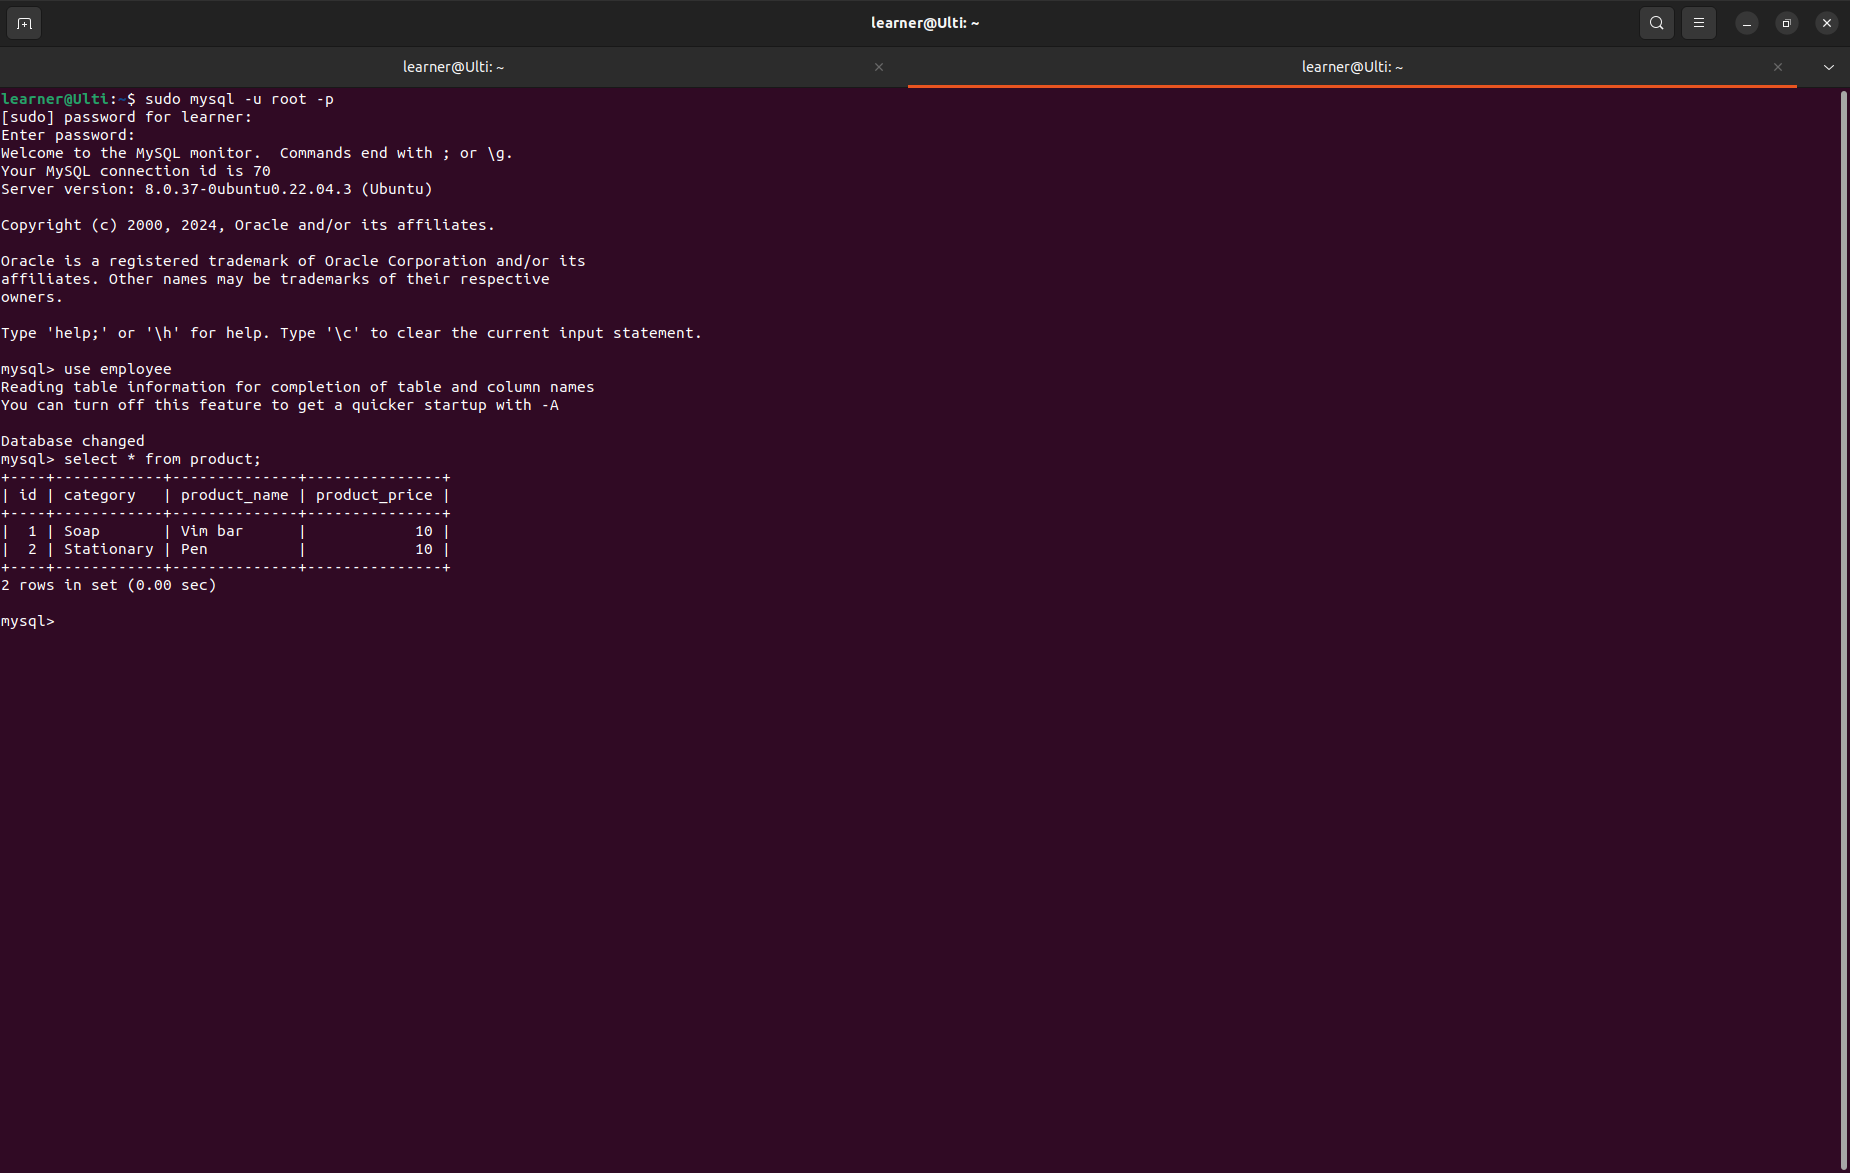 learner@Ulti: ~
learner@Ulti: ~
learner@Ulti: ~
learner@Ulti:~$ sudo mysql -u root -p
[sudo] password for learner:
Enter password:
Welcome to the MySQL monitor.  Commands end with ; or \g.
Your MySQL connection id is 70
Server version: 8.0.37-0ubuntu0.22.04.3 (Ubuntu)

Copyright (c) 2000, 2024, Oracle and/or its affiliates.

Oracle is a registered trademark of Oracle Corporation and/or its
affiliates. Other names may be trademarks of their respective
owners.

Type 'help;' or '\h' for help. Type '\c' to clear the current input statement.

mysql> use employee
Reading table information for completion of table and column names
You can turn off this feature to get a quicker startup with -A

Database changed
mysql> select * from product;
+----+------------+--------------+---------------+
| id | category   | product_name | product_price |
+----+------------+--------------+---------------+
|  1 | Soap       | Vim bar      |            10 |
|  2 | Stationary | Pen          |            10 |
+----+------------+--------------+---------------+
2 rows in set (0.00 sec)

mysql>